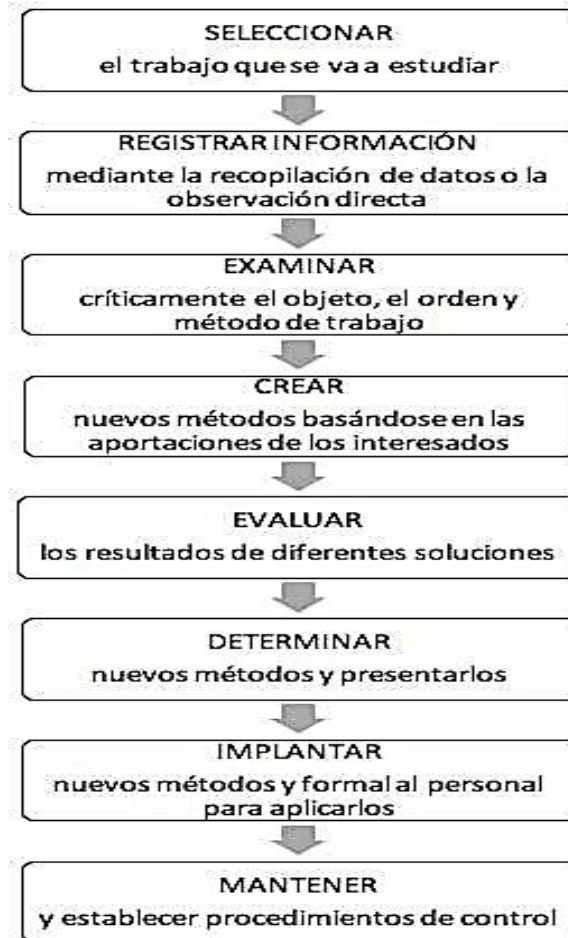 SELECCIONAR
el trabajo que se va a estudiar
REGISTRAR INFORMACIÓN
mediante la recopilación de datos o la
observación directa
EXAMINAR
críticamente el objeto, el orden y
método de trabajo
CREAR
nuevos métodos basándose en las
aportaciones de los interesados
EVALUAR
los resultados de diferentes soluciones
DETERMINAR
nuevos métodos y presentarlos
IMPLANTAR
nuevos métodos y formal al personal
para aplicarlos
MANTENER
y establecer procedimientos de control